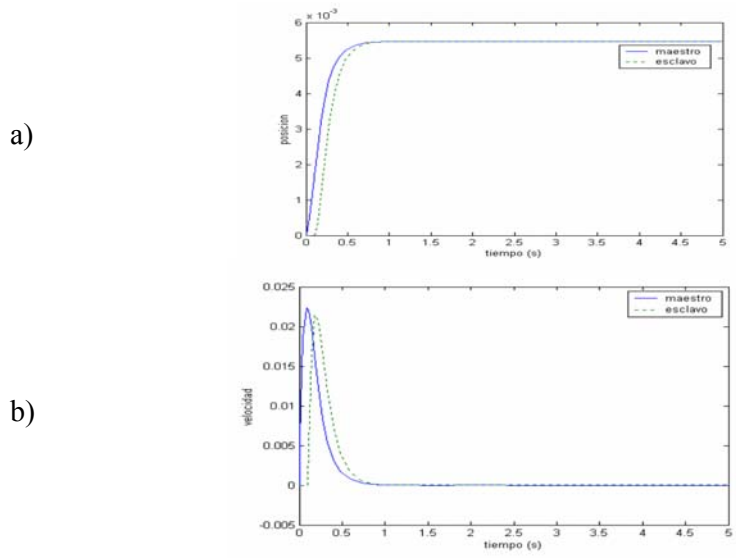 a)
× 10⁻³
6
5
4
3
2
1
0
posicion
maestro
esclavo
0 0.5 1 1.5 2 2.5 3 3.5 4 4.5 5
tiempo (s)
b)
0.025
0.02
0.015
0.01
0.005
0
-0.005
velocidad
maestro
esclavo
0 0.5 1 1.5 2 2.5 3 3.5 4 4.5 5
tiempo (s)